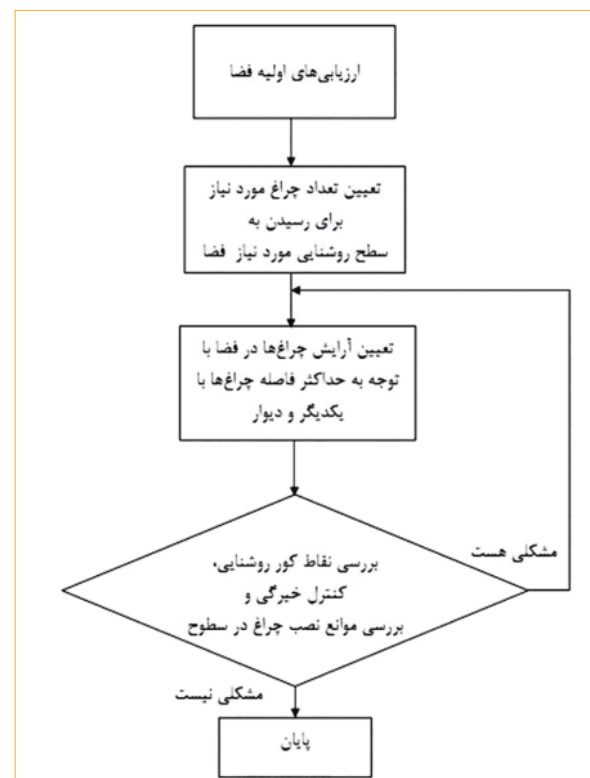 ارزیابی‌های اولیه فضا
تعیین تعداد چراغ مورد نیاز
برای رسیدن به
سطح روشنایی مورد نیاز فضا
تعیین آرایش چراغ‌ها در فضا با
توجه به حداکثر فاصله چراغ‌ها با
یکدیگر و دیوار
بررسی نقاط کور روشنایی،
کنترل خیرگی و
بررسی موانع نصب چراغ در سطوح
مشکلی هست
مشکلی نیست
پایان